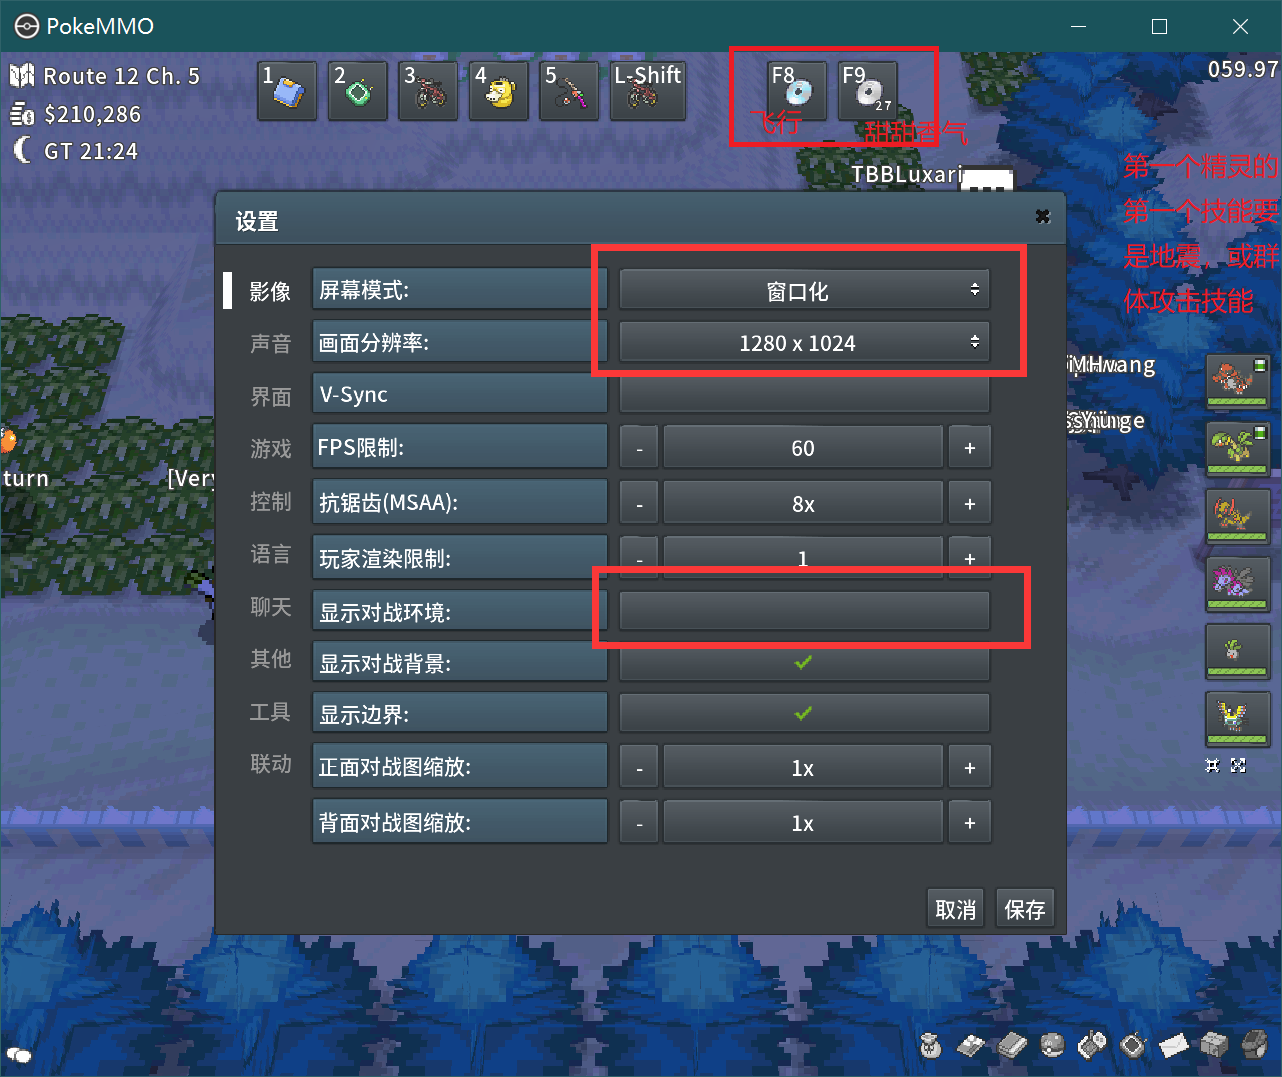 PokeMMO
Route 12 Ch. 5
$210,286
GT 21:24
1
2
3
4
5
L-Shift
F8
F9
27
飞行
甜甜香气
059.97
TBBLuxari
第一个精灵的
第一个技能要
是地震，或群
体攻击技能
设置
影像
声音
界面
游戏
控制
语言
聊天
其他
工具
联动
屏幕模式:
窗口化
画面分辨率:
1280 x 1024
V-Sync
FPS限制:
- 60 +
抗锯齿(MSAA):
- 8x +
玩家渲染限制:
- 1 +
显示对战环境:
显示对战背景:
显示边界:
正面对战图缩放:
- 1x +
背面对战图缩放:
- 1x +
取消
保存
turn
[Very